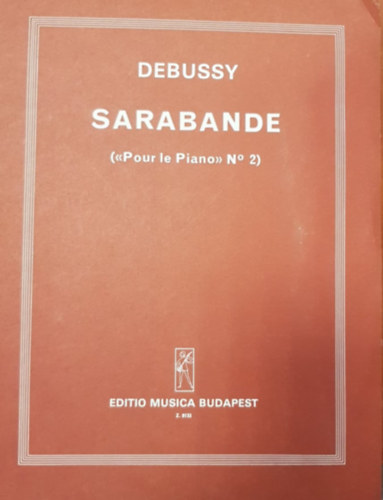 DEBUSSY
SARABANDE
(«Pour le Piano» Nº 2)
EDITIO MUSICA BUDAPEST